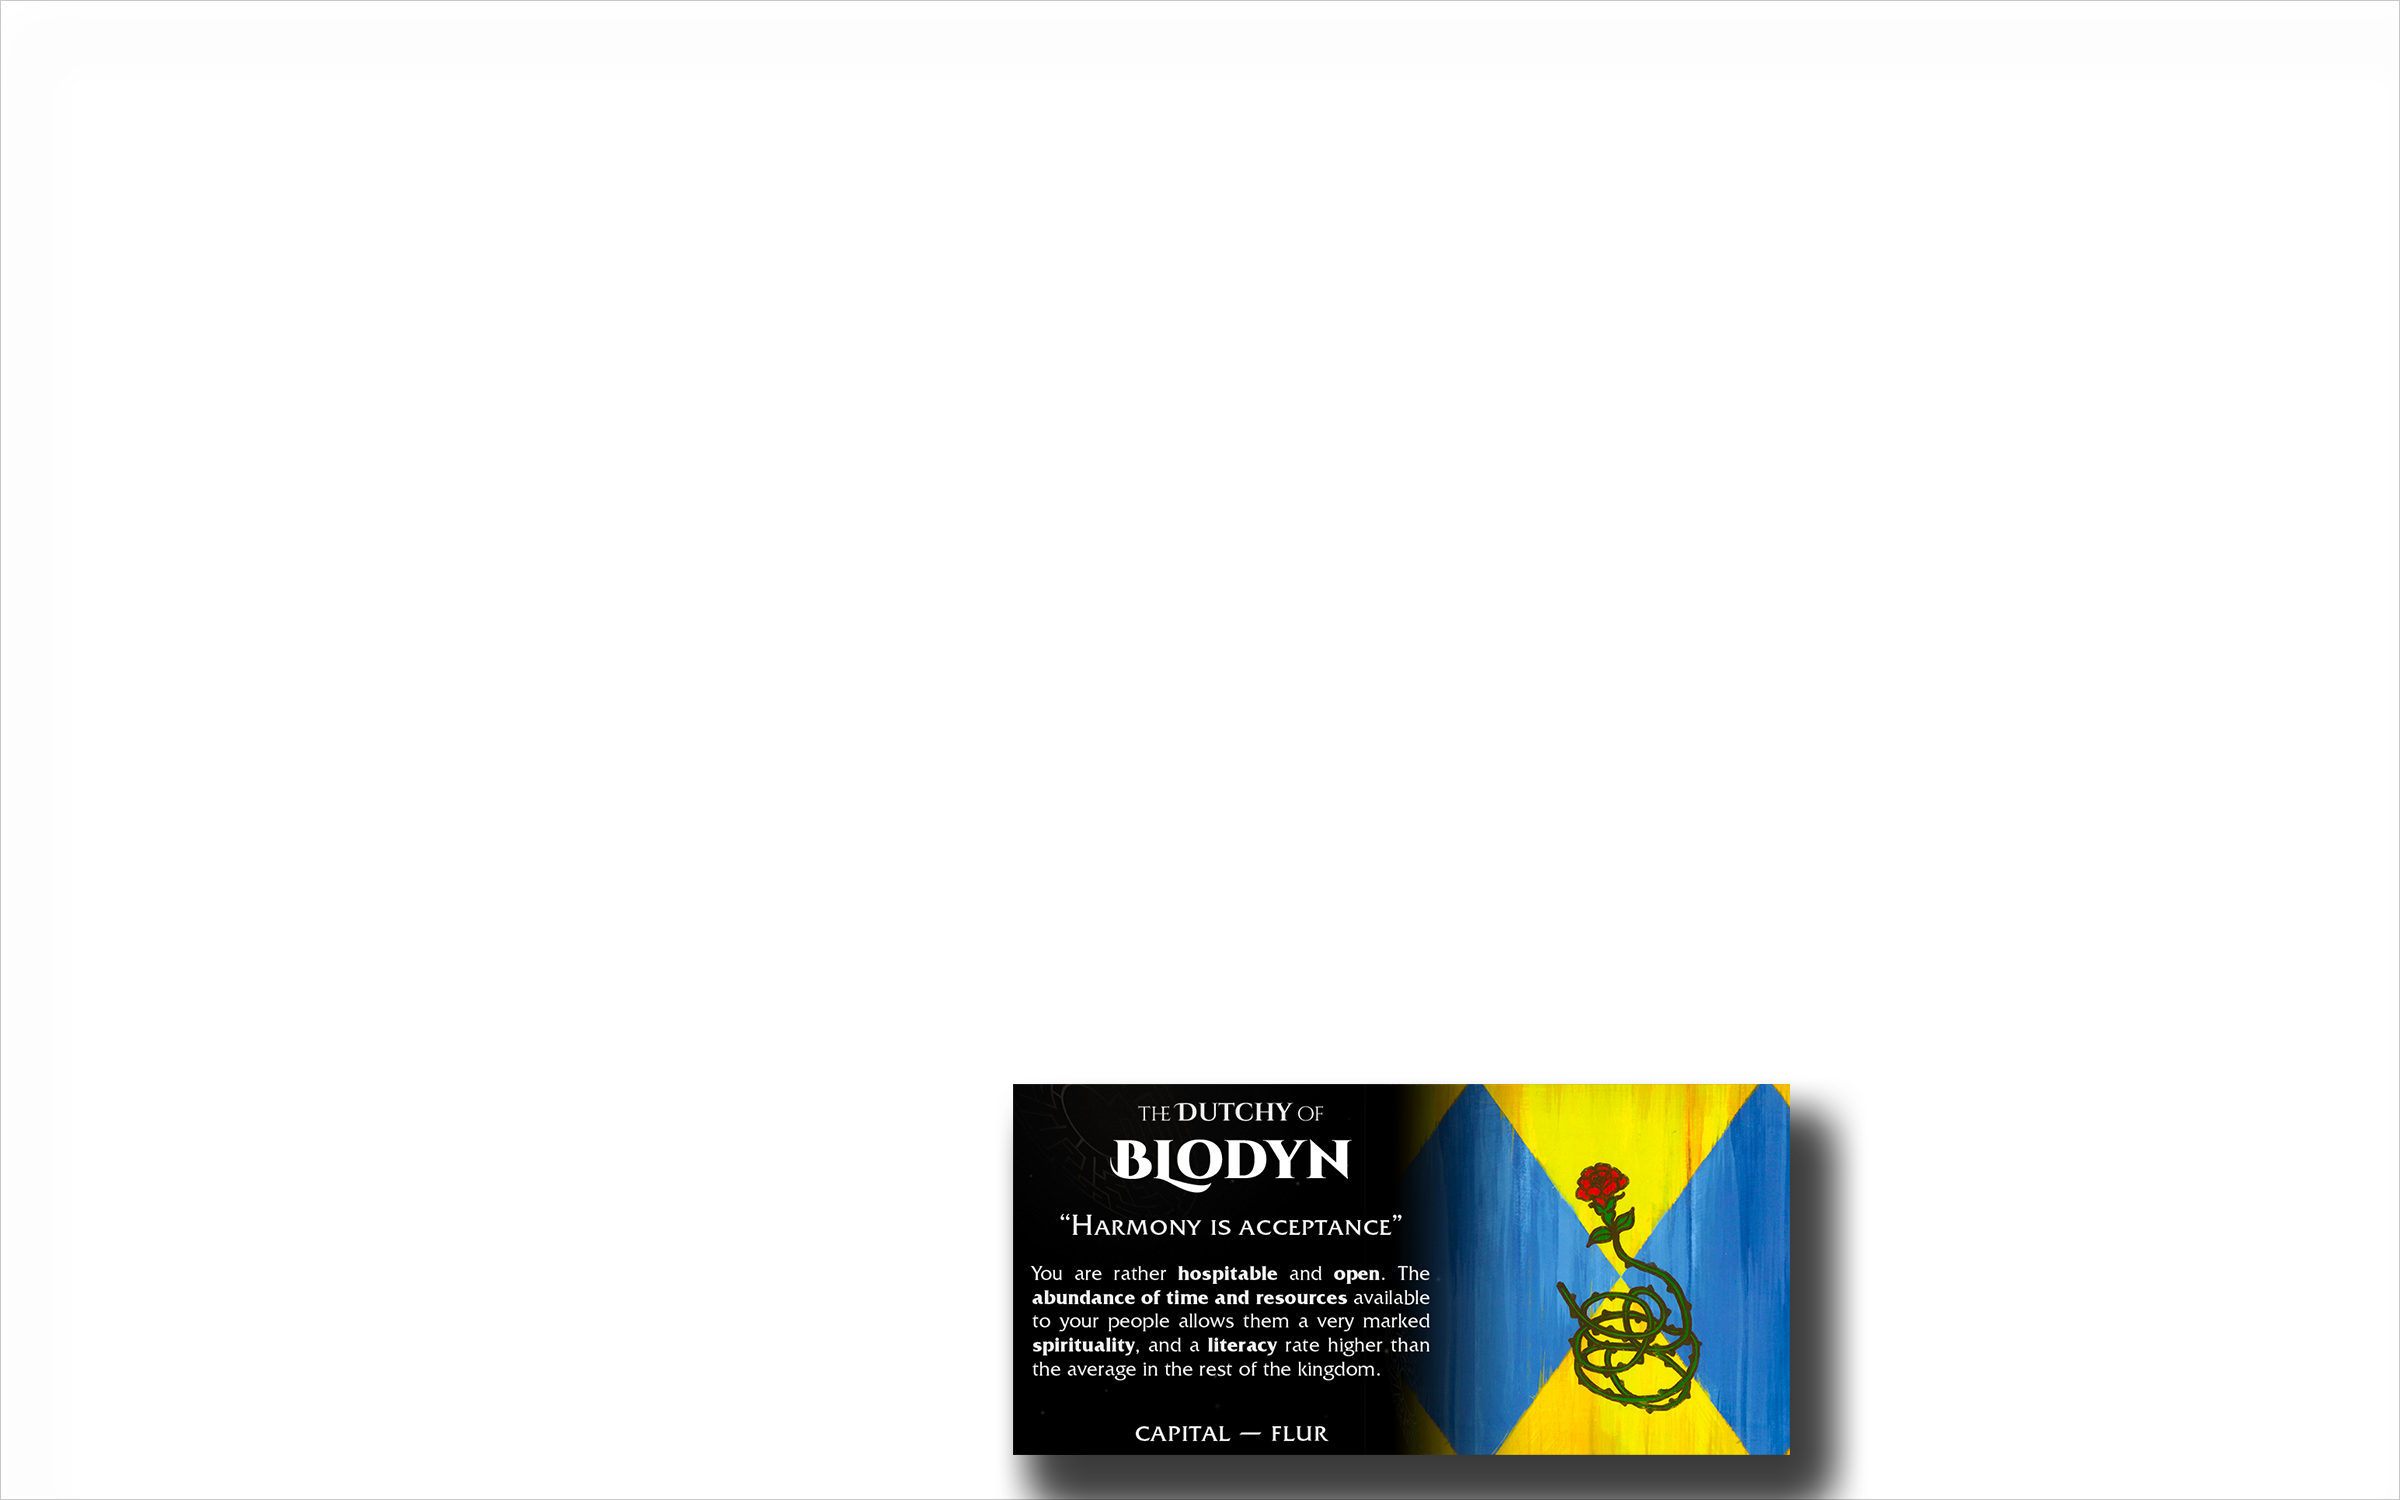 THE DUTCHY OF
BLODYN
“HARMONY IS ACCEPTANCE”
You are rather hospitable and open. The
abundance of time and resources available
to your people allows them a very marked
spirituality, and a literacy rate higher than
the average in the rest of the kingdom.
CAPITAL — FLUR